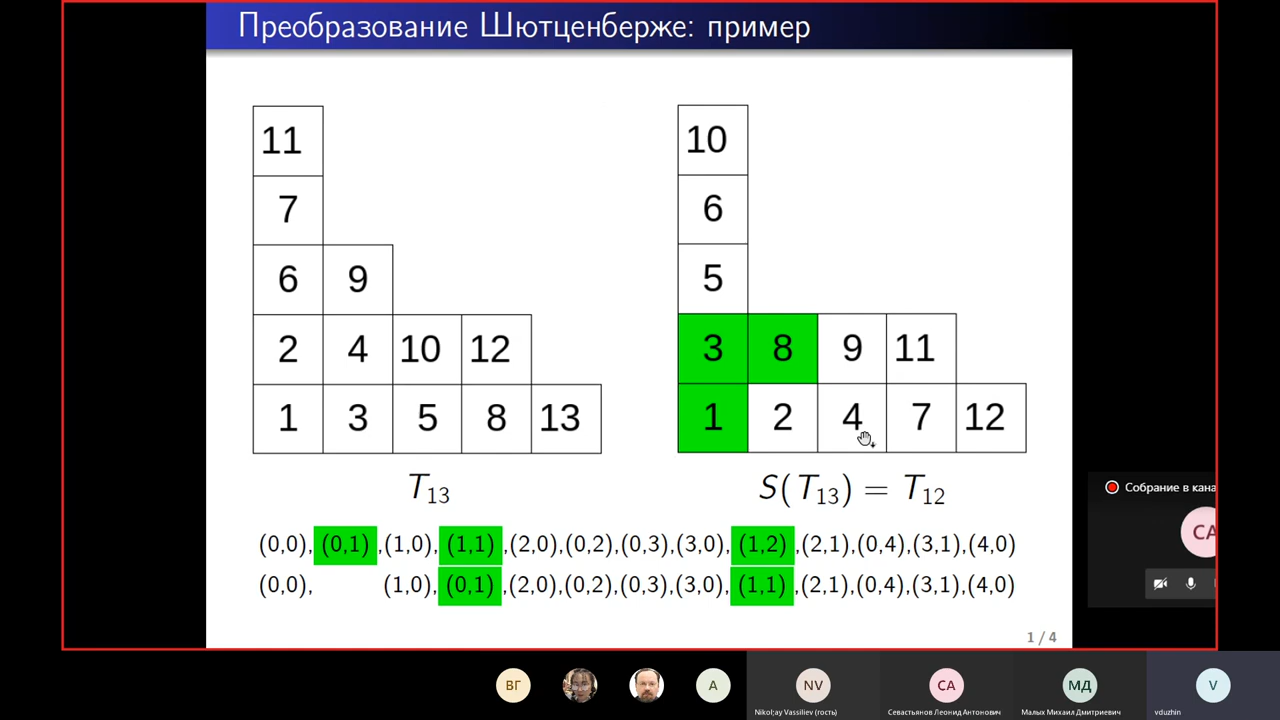 Преобразование Шютценберже: пример
11
7
6 9
2 4 10 12
1 3 5 8 13
T13
10
6
5
3 8 9 11
1 2 4 7 12
S(T13) = T12
(0,0),(0,1),(1,0),(1,1),(2,0),(0,2),(0,3),(3,0),(1,2),(2,1),(0,4),(3,1),(4,0)
(0,0), (1,0),(0,1),(2,0),(0,2),(0,3),(3,0),(1,1),(2,1),(0,4),(3,1),(4,0)
1 / 4
Собрание в кана
СА
ВГ
А
NV
Nikol;ay Vassiliev (гость)
СА
Севастьянов Леонид Антонович
МД
Малых Михаил Дмитриевич
V
vduzhin